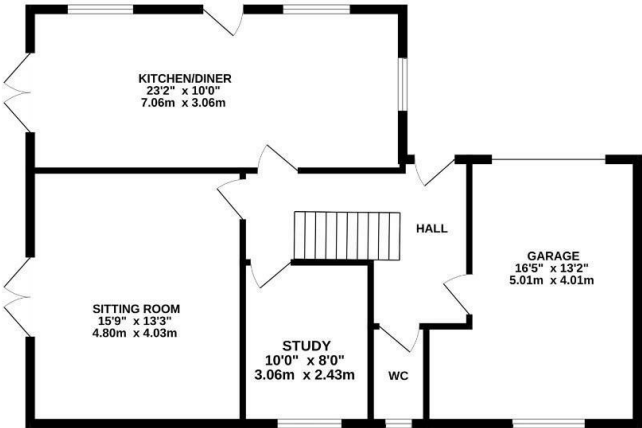 KITCHEN/DINER
23'2" x 10'0"
7.06m x 3.06m
HALL
GARAGE
16'5" x 13'2"
5.01m x 4.01m
SITTING ROOM
15'9" x 13'3"
4.80m x 4.03m
STUDY
10'0" x 8'0"
3.06m x 2.43m
WC